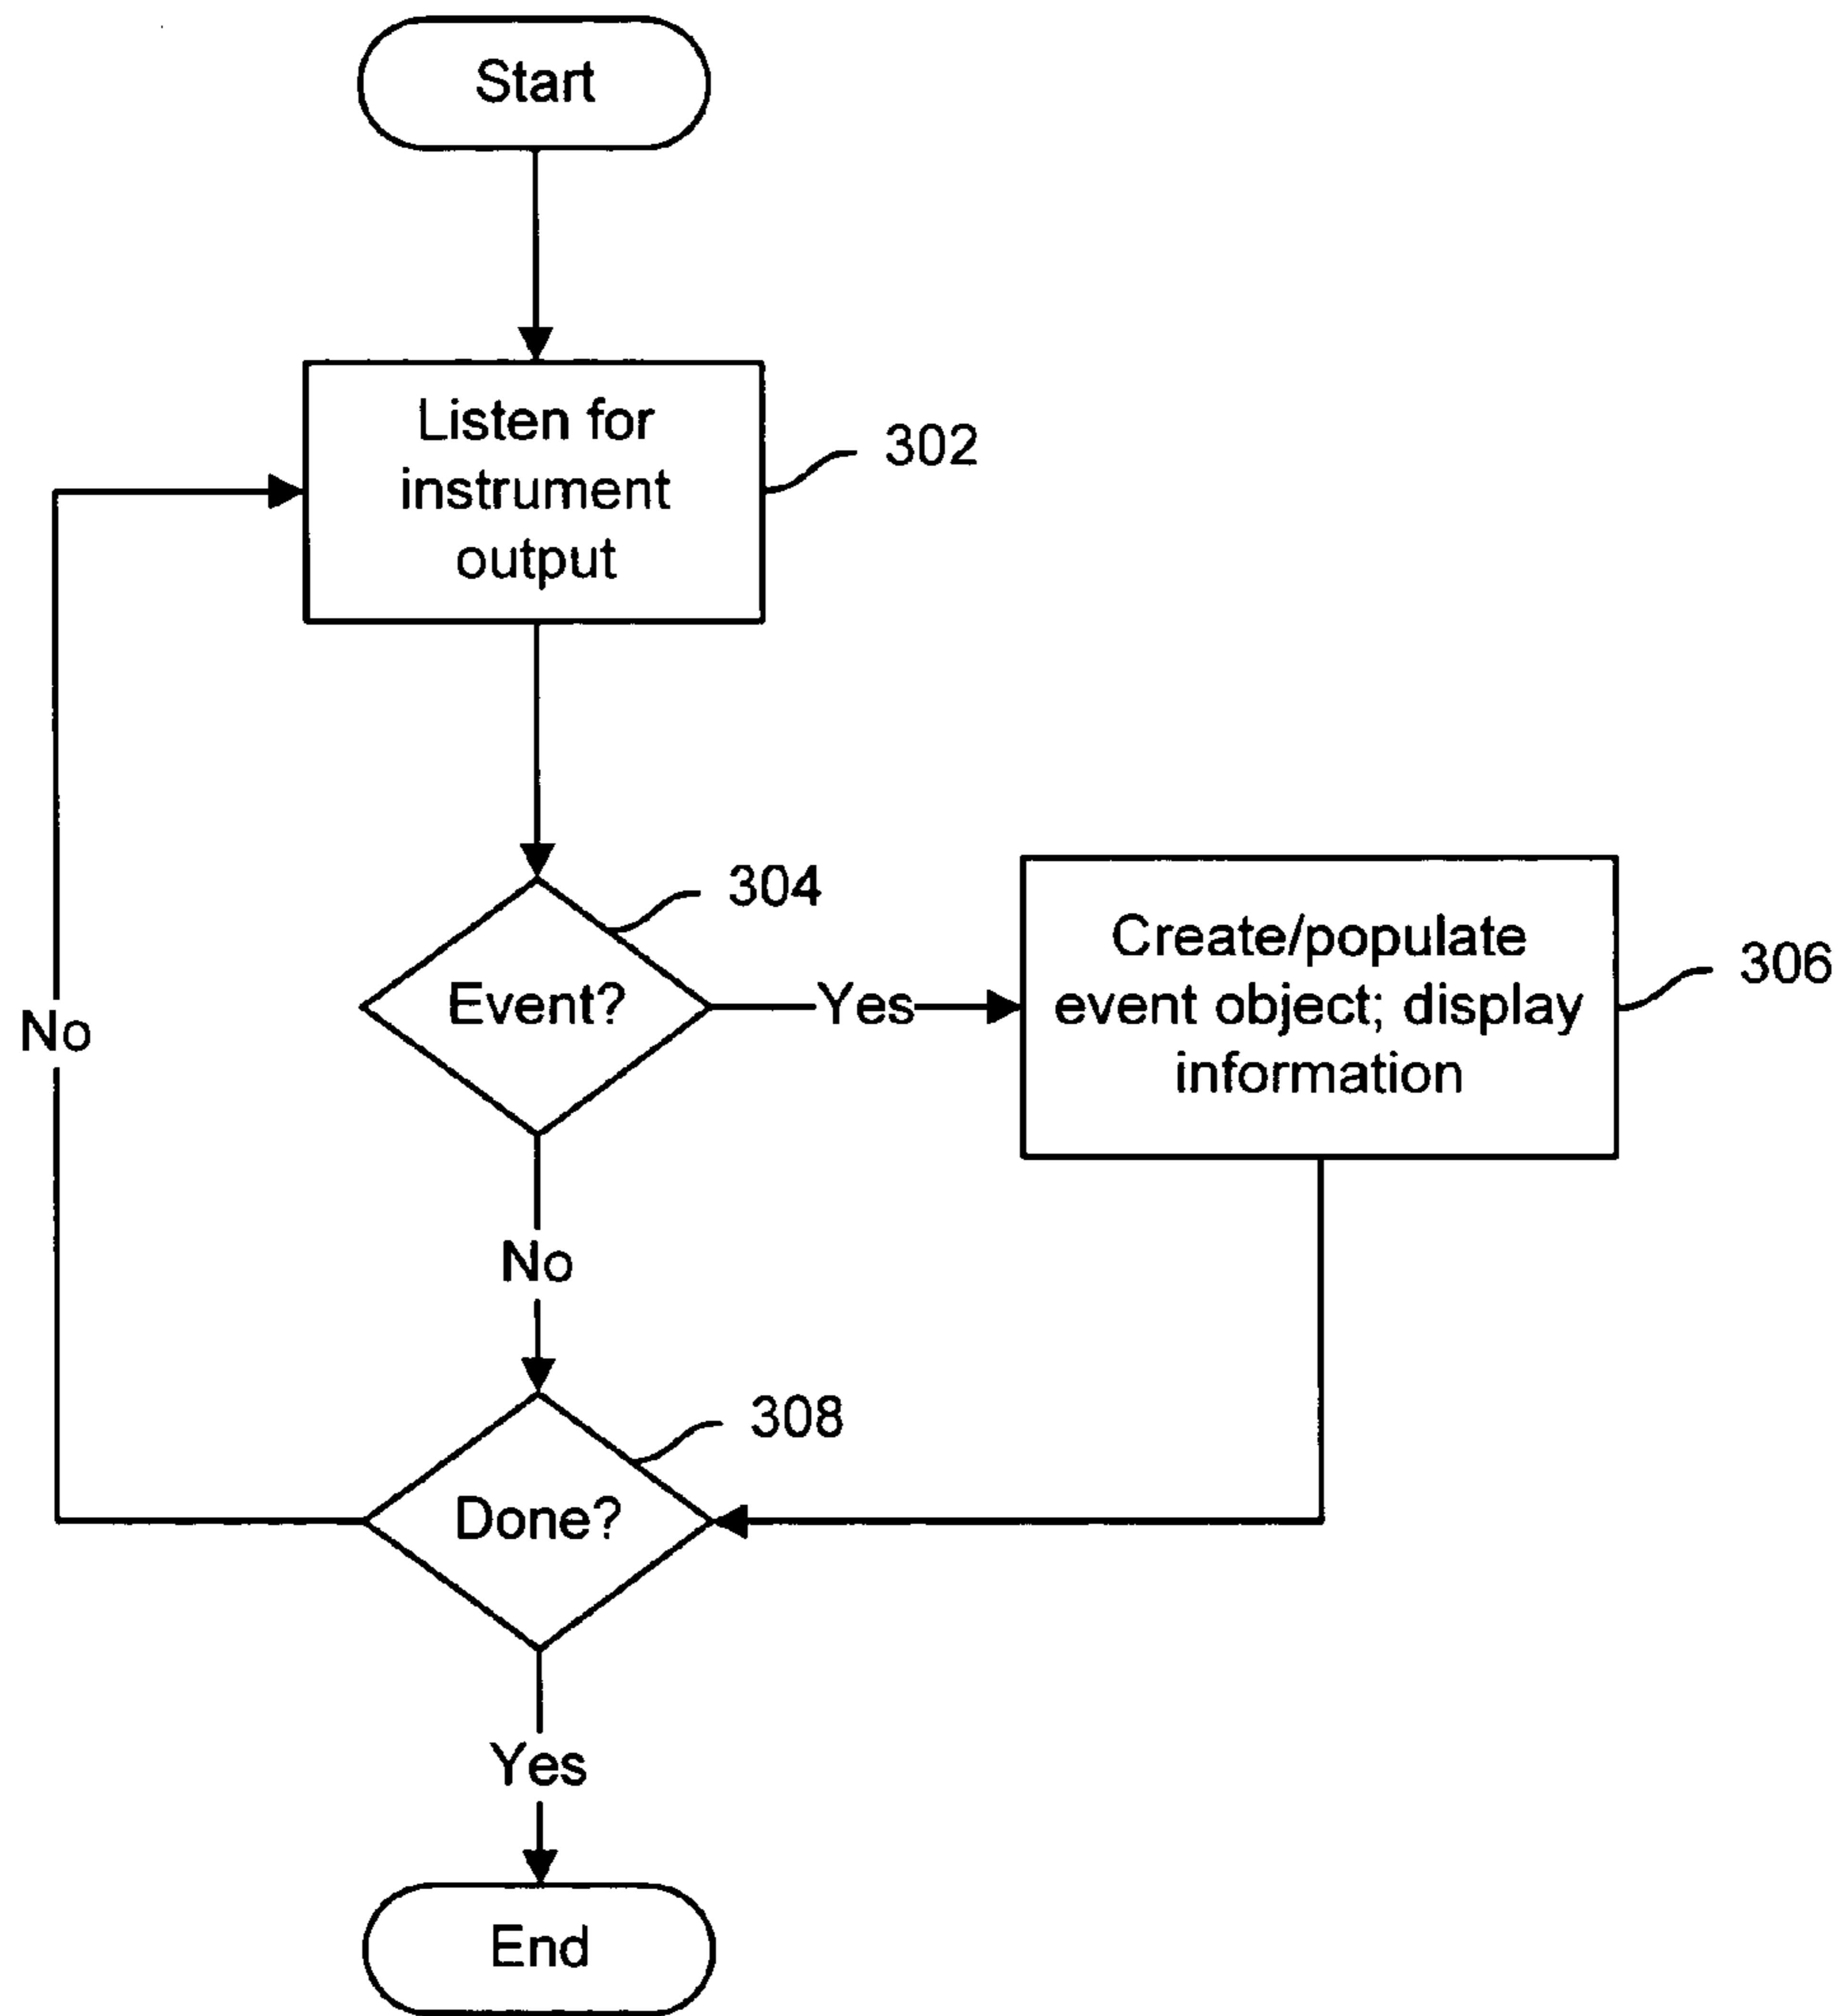 Start
Listen for
instrument
output
302
304
Event?
Yes
Create/populate
event object; display
information
306
No
No
308
Done?
Yes
End